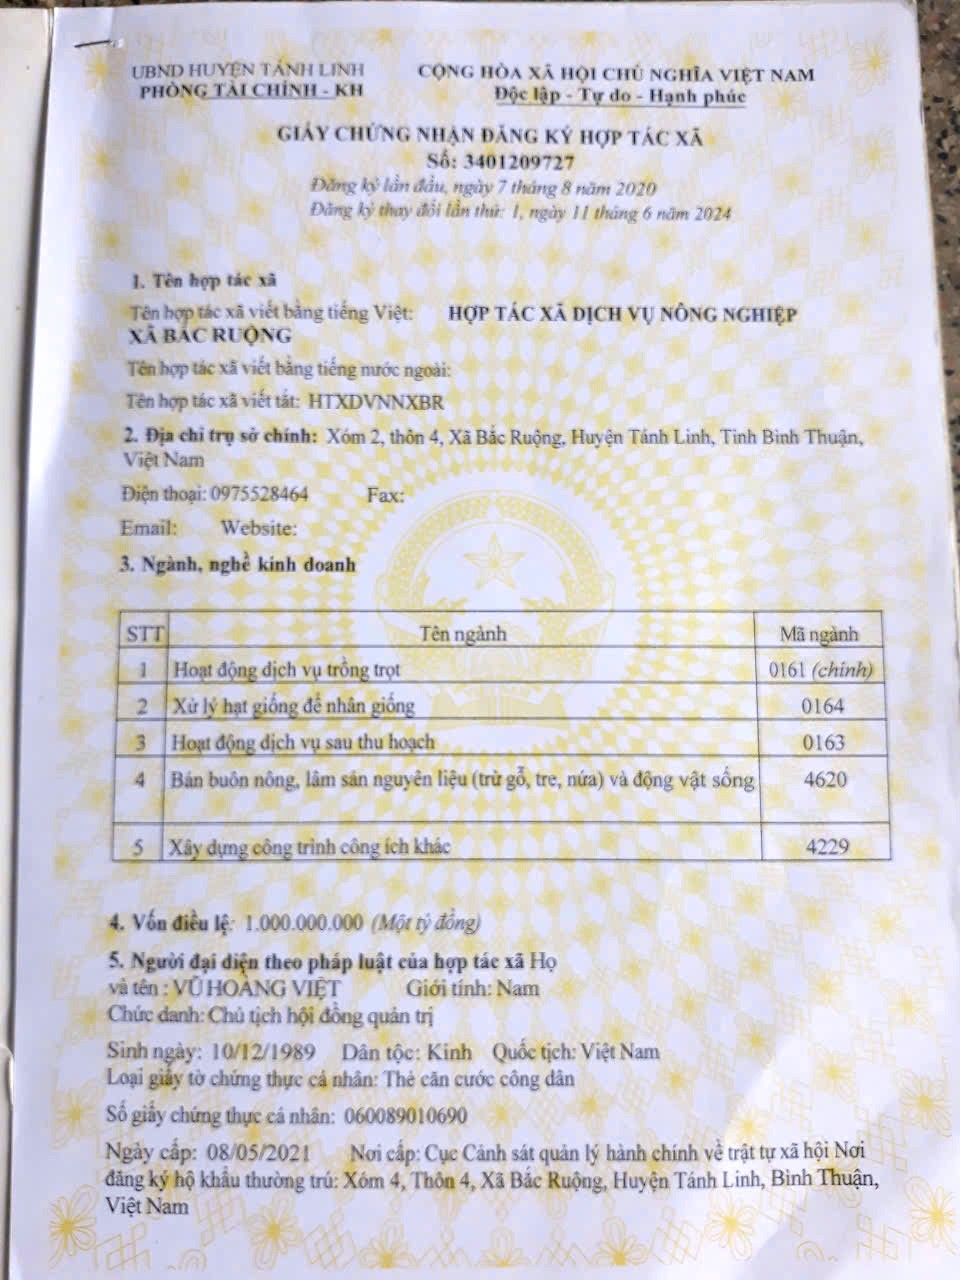 UBND HUYỆN TÁNH LINH
PHÒNG TÀI CHÍNH - KH
CỘNG HÒA XÃ HỘI CHỦ NGHĨA VIỆT NAM
Độc lập - Tự do - Hạnh phúc
GIẤY CHỨNG NHẬN ĐĂNG KÝ HỢP TÁC XÃ
Số: 3401209727
Đăng ký lần đầu, ngày 7 tháng 8 năm 2020
Đăng ký thay đổi lần thứ: 1, ngày 11 tháng 6 năm 2024
1. Tên hợp tác xã
Tên hợp tác xã viết bằng tiếng Việt: HỢP TÁC XÃ DỊCH VỤ NÔNG NGHIỆP
XÃ BẮC RUỘNG
Tên hợp tác xã viết bằng tiếng nước ngoài:
Tên hợp tác xã viết tắt: HTXDVNNXBR
2. Địa chỉ trụ sở chính: Xóm 2, thôn 4, Xã Bắc Ruộng, Huyện Tánh Linh, Tỉnh Bình Thuận,
Việt Nam
Điện thoại: 0975528464 Fax:
Email: Website:
3. Ngành, nghề kinh doanh
STT Tên ngành Mã ngành
1 Hoạt động dịch vụ trồng trọt 0161 (chính)
2 Xử lý hạt giống để nhân giống 0164
3 Hoạt động dịch vụ sau thu hoạch 0163
4 Bán buôn nông, lâm sản nguyên liệu (trừ gỗ, tre, nứa) và động vật sống 4620
5 Xây dựng công trình công ích khác 4229
4. Vốn điều lệ: 1.000.000.000 (Một tỷ đồng)
5. Người đại diện theo pháp luật của hợp tác xã Họ
và tên : VŨ HOÀNG VIỆT Giới tính: Nam
Chức danh: Chủ tịch hội đồng quản trị
Sinh ngày: 10/12/1989 Dân tộc: Kinh Quốc tịch: Việt Nam
Loại giấy tờ chứng thực cá nhân: Thẻ căn cước công dân
Số giấy chứng thực cá nhân: 060089010690
Ngày cấp: 08/05/2021 Nơi cấp: Cục Cảnh sát quản lý hành chính về trật tự xã hội Nơi
đăng ký hộ khẩu thường trú: Xóm 4, Thôn 4, Xã Bắc Ruộng, Huyện Tánh Linh, Bình Thuận,
Việt Nam